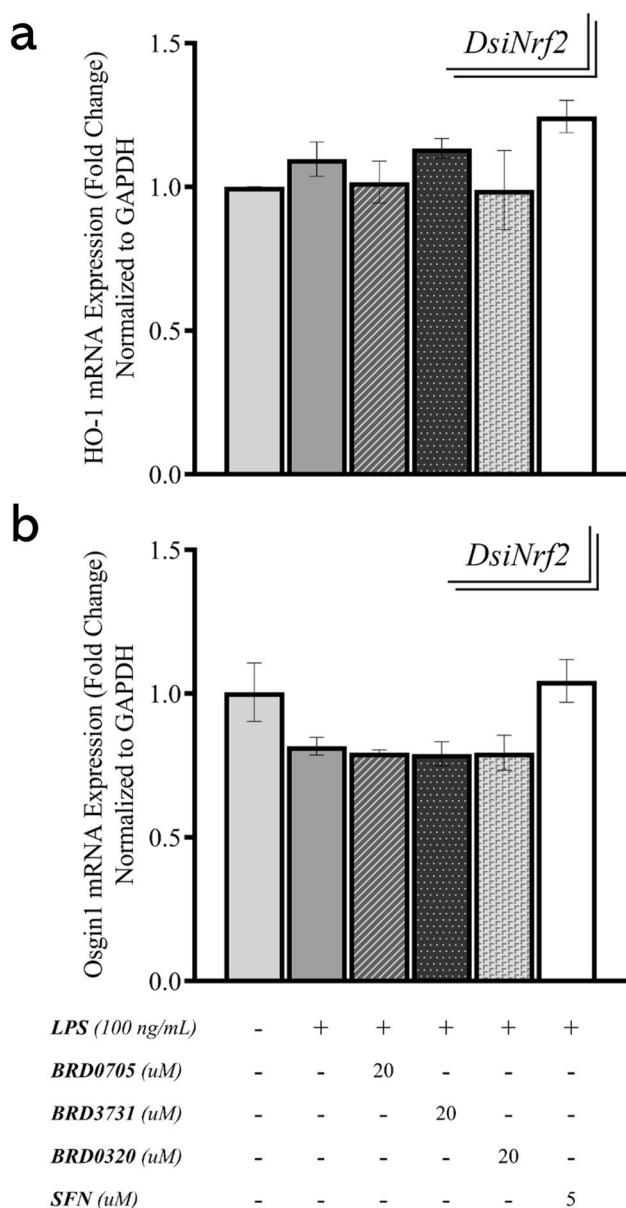 a
DsiNrf2
HO-1 mRNA Expression (Fold Change)
Normalized to GAPDH
1.5
1.0
0.5
0.0
b
DsiNrf2
Osgin1 mRNA Expression (Fold Change)
Normalized to GAPDH
1.5
1.0
0.5
0.0
LPS (100 ng/mL) - + + + + +
BRD0705 (uM) - - 20 - - -
BRD3731 (uM) - - - 20 - -
BRD0320 (uM) - - - - 20 -
SFN (uM) - - - - - 5